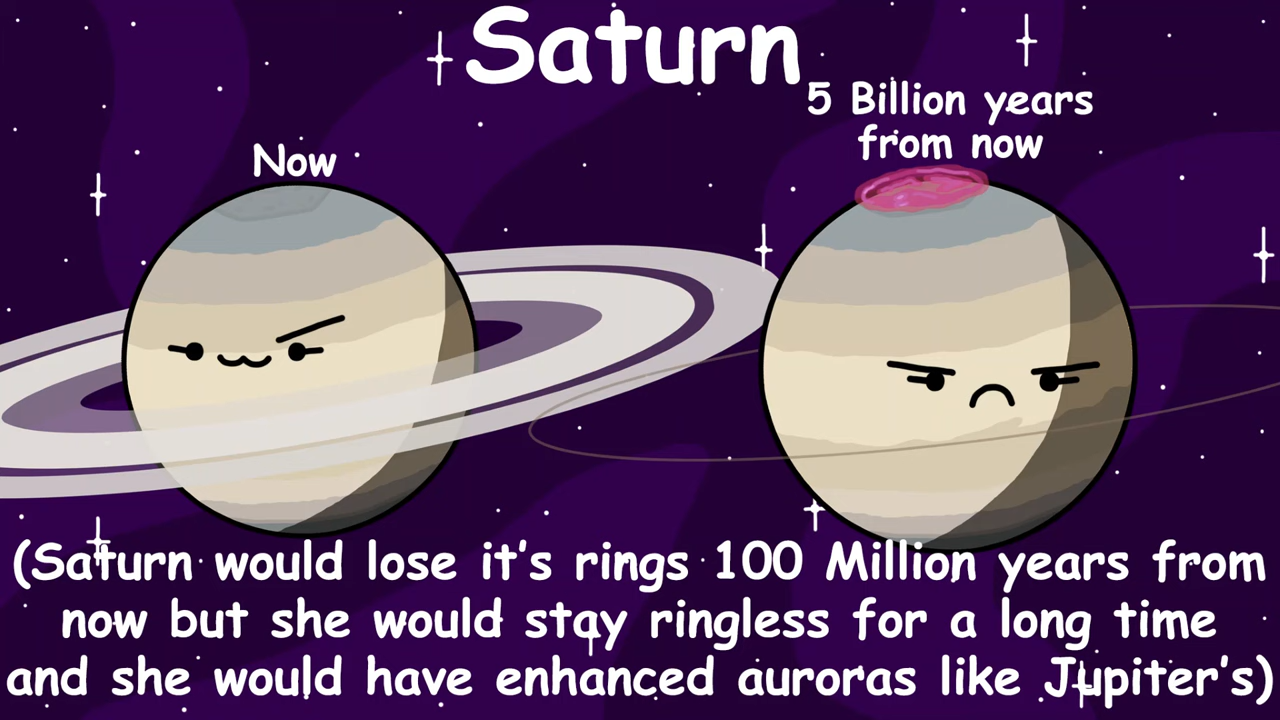 Saturn
5 Billion years
from now
Now
(Saturn would lose it's rings 100 Million years from
now but she would stay ringless for a long time
and she would have enhanced auroras like Jupiter's)